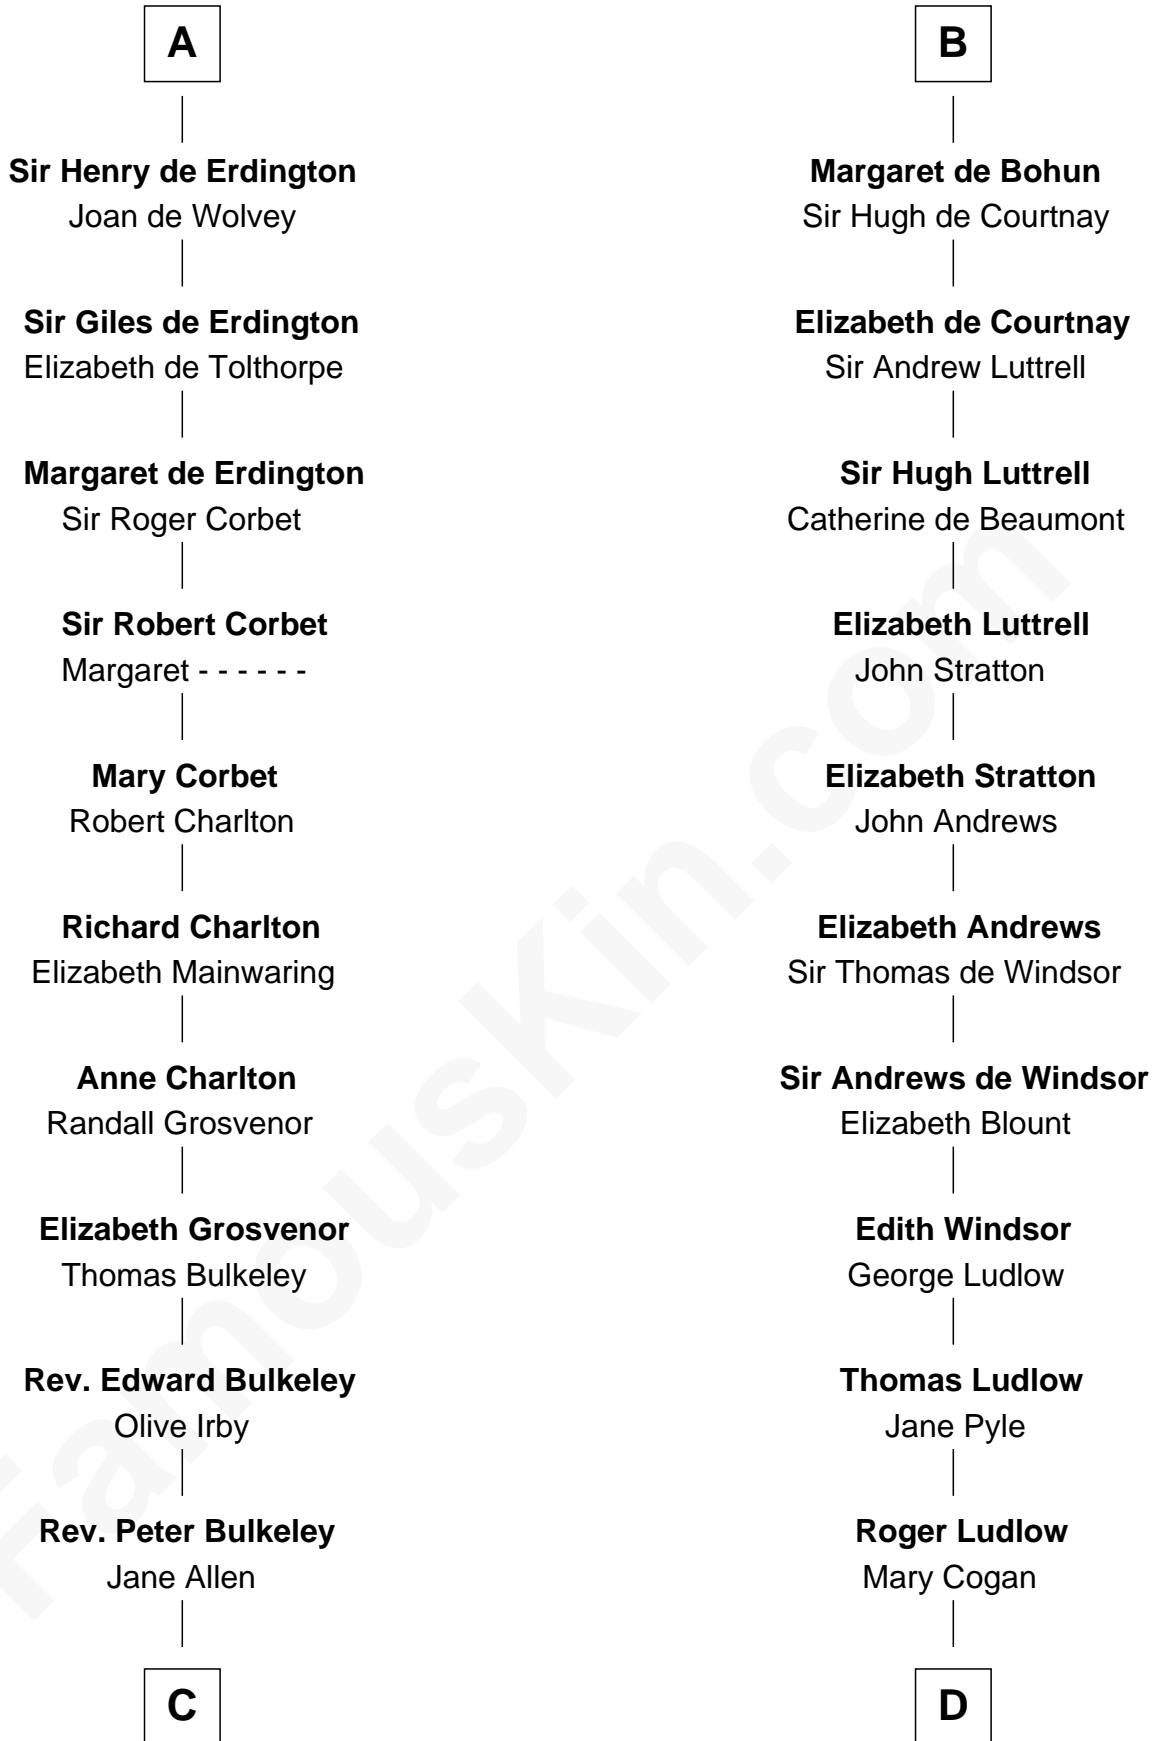 A
Sir Henry de Erdington
Joan de Wolvey
Sir Giles de Erdington
Elizabeth de Tolthorpe
Margaret de Erdington
Sir Roger Corbet
Sir Robert Corbet
Margaret - - - - - -
Mary Corbet
Robert Charlton
Richard Charlton
Elizabeth Mainwaring
Anne Charlton
Randall Grosvenor
Elizabeth Grosvenor
Thomas Bulkeley
Rev. Edward Bulkeley
Olive Irby
Rev. Peter Bulkeley
Jane Allen
C
B
Margaret de Bohun
Sir Hugh de Courtnay
Elizabeth de Courtnay
Sir Andrew Luttrell
Sir Hugh Luttrell
Catherine de Beaumont
Elizabeth Luttrell
John Stratton
Elizabeth Stratton
John Andrews
Elizabeth Andrews
Sir Thomas de Windsor
Sir Andrews de Windsor
Elizabeth Blount
Edith Windsor
George Ludlow
Thomas Ludlow
Jane Pyle
Roger Ludlow
Mary Cogan
D
FamousKin.com